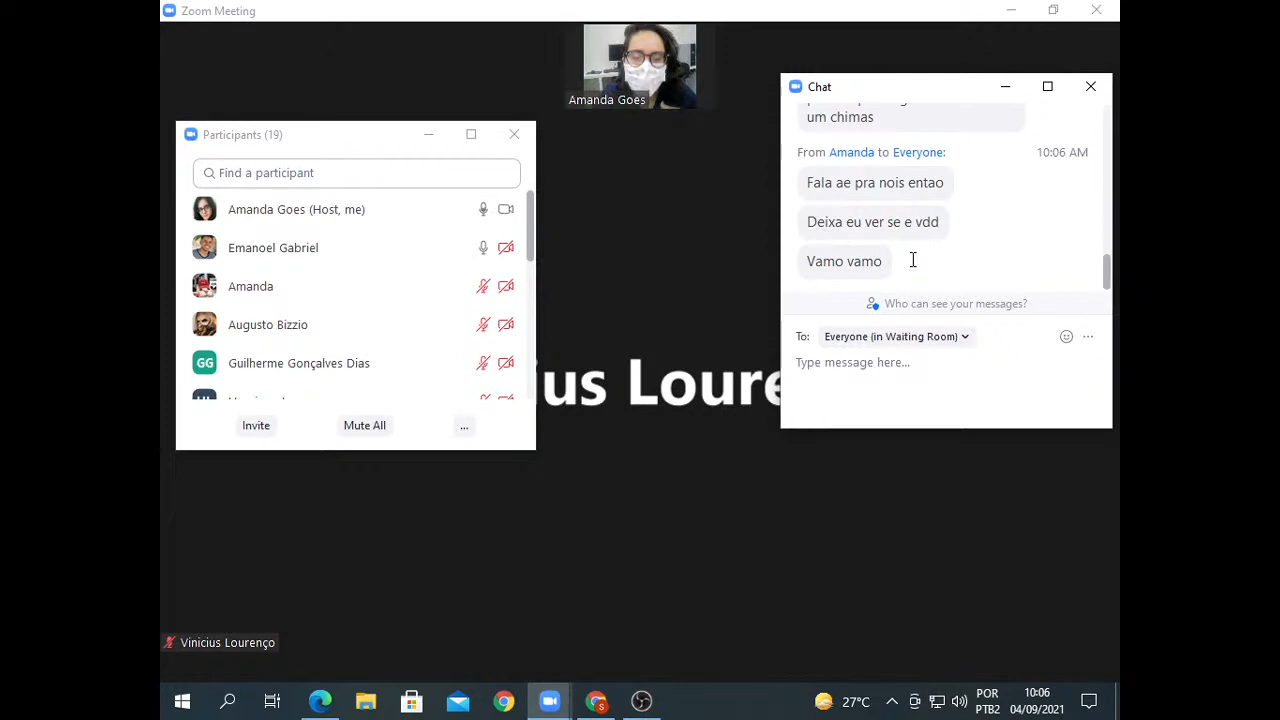 Zoom Meeting
Amanda Goes
Participants (19)
Find a participant
Amanda Goes (Host, me)
Emanoel Gabriel
Amanda
Augusto Bizzio
GG Guilherme Gonçalves Dias
Invite
Mute All
...
Chat
um chimas
From Amanda to Everyone: 10:06 AM
Fala ae pra nois entao
Deixa eu ver se e vdd
Vamo vamo
Who can see your messages?
To: Everyone (in Waiting Room)
Type message here...
ius Loure
Vinicius Lourenço
27°C
POR
PTB2
10:06
04/09/2021